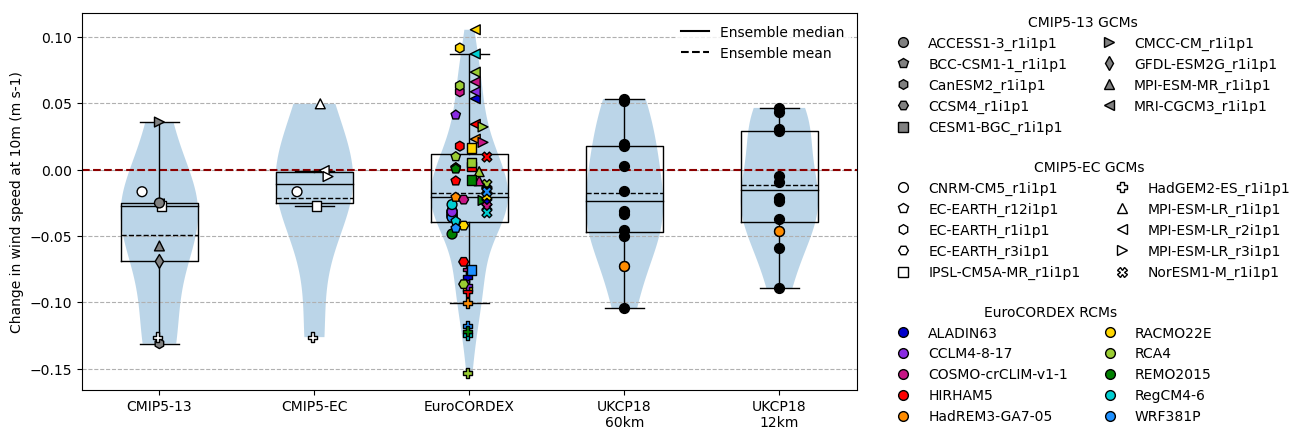 Change in wind speed at 10m (m s-1)
0.10
0.05
0.00
−0.05
−0.10
−0.15
Ensemble median
Ensemble mean
CMIP5-13
CMIP5-EC
EuroCORDEX
UKCP18
60km
UKCP18
12km
CMIP5-13 GCMs
ACCESS1-3_r1i1p1
BCC-CSM1-1_r1i1p1
CanESM2_r1i1p1
CCSM4_r1i1p1
CESM1-BGC_r1i1p1
CMCC-CM_r1i1p1
GFDL-ESM2G_r1i1p1
MPI-ESM-MR_r1i1p1
MRI-CGCM3_r1i1p1
CMIP5-EC GCMs
CNRM-CM5_r1i1p1
EC-EARTH_r12i1p1
EC-EARTH_r1i1p1
EC-EARTH_r3i1p1
IPSL-CM5A-MR_r1i1p1
HadGEM2-ES_r1i1p1
MPI-ESM-LR_r1i1p1
MPI-ESM-LR_r2i1p1
MPI-ESM-LR_r3i1p1
NorESM1-M_r1i1p1
EuroCORDEX RCMs
ALADIN63
CCLM4-8-17
COSMO-crCLIM-v1-1
HIRHAM5
HadREM3-GA7-05
RACMO22E
RCA4
REMO2015
RegCM4-6
WRF381P